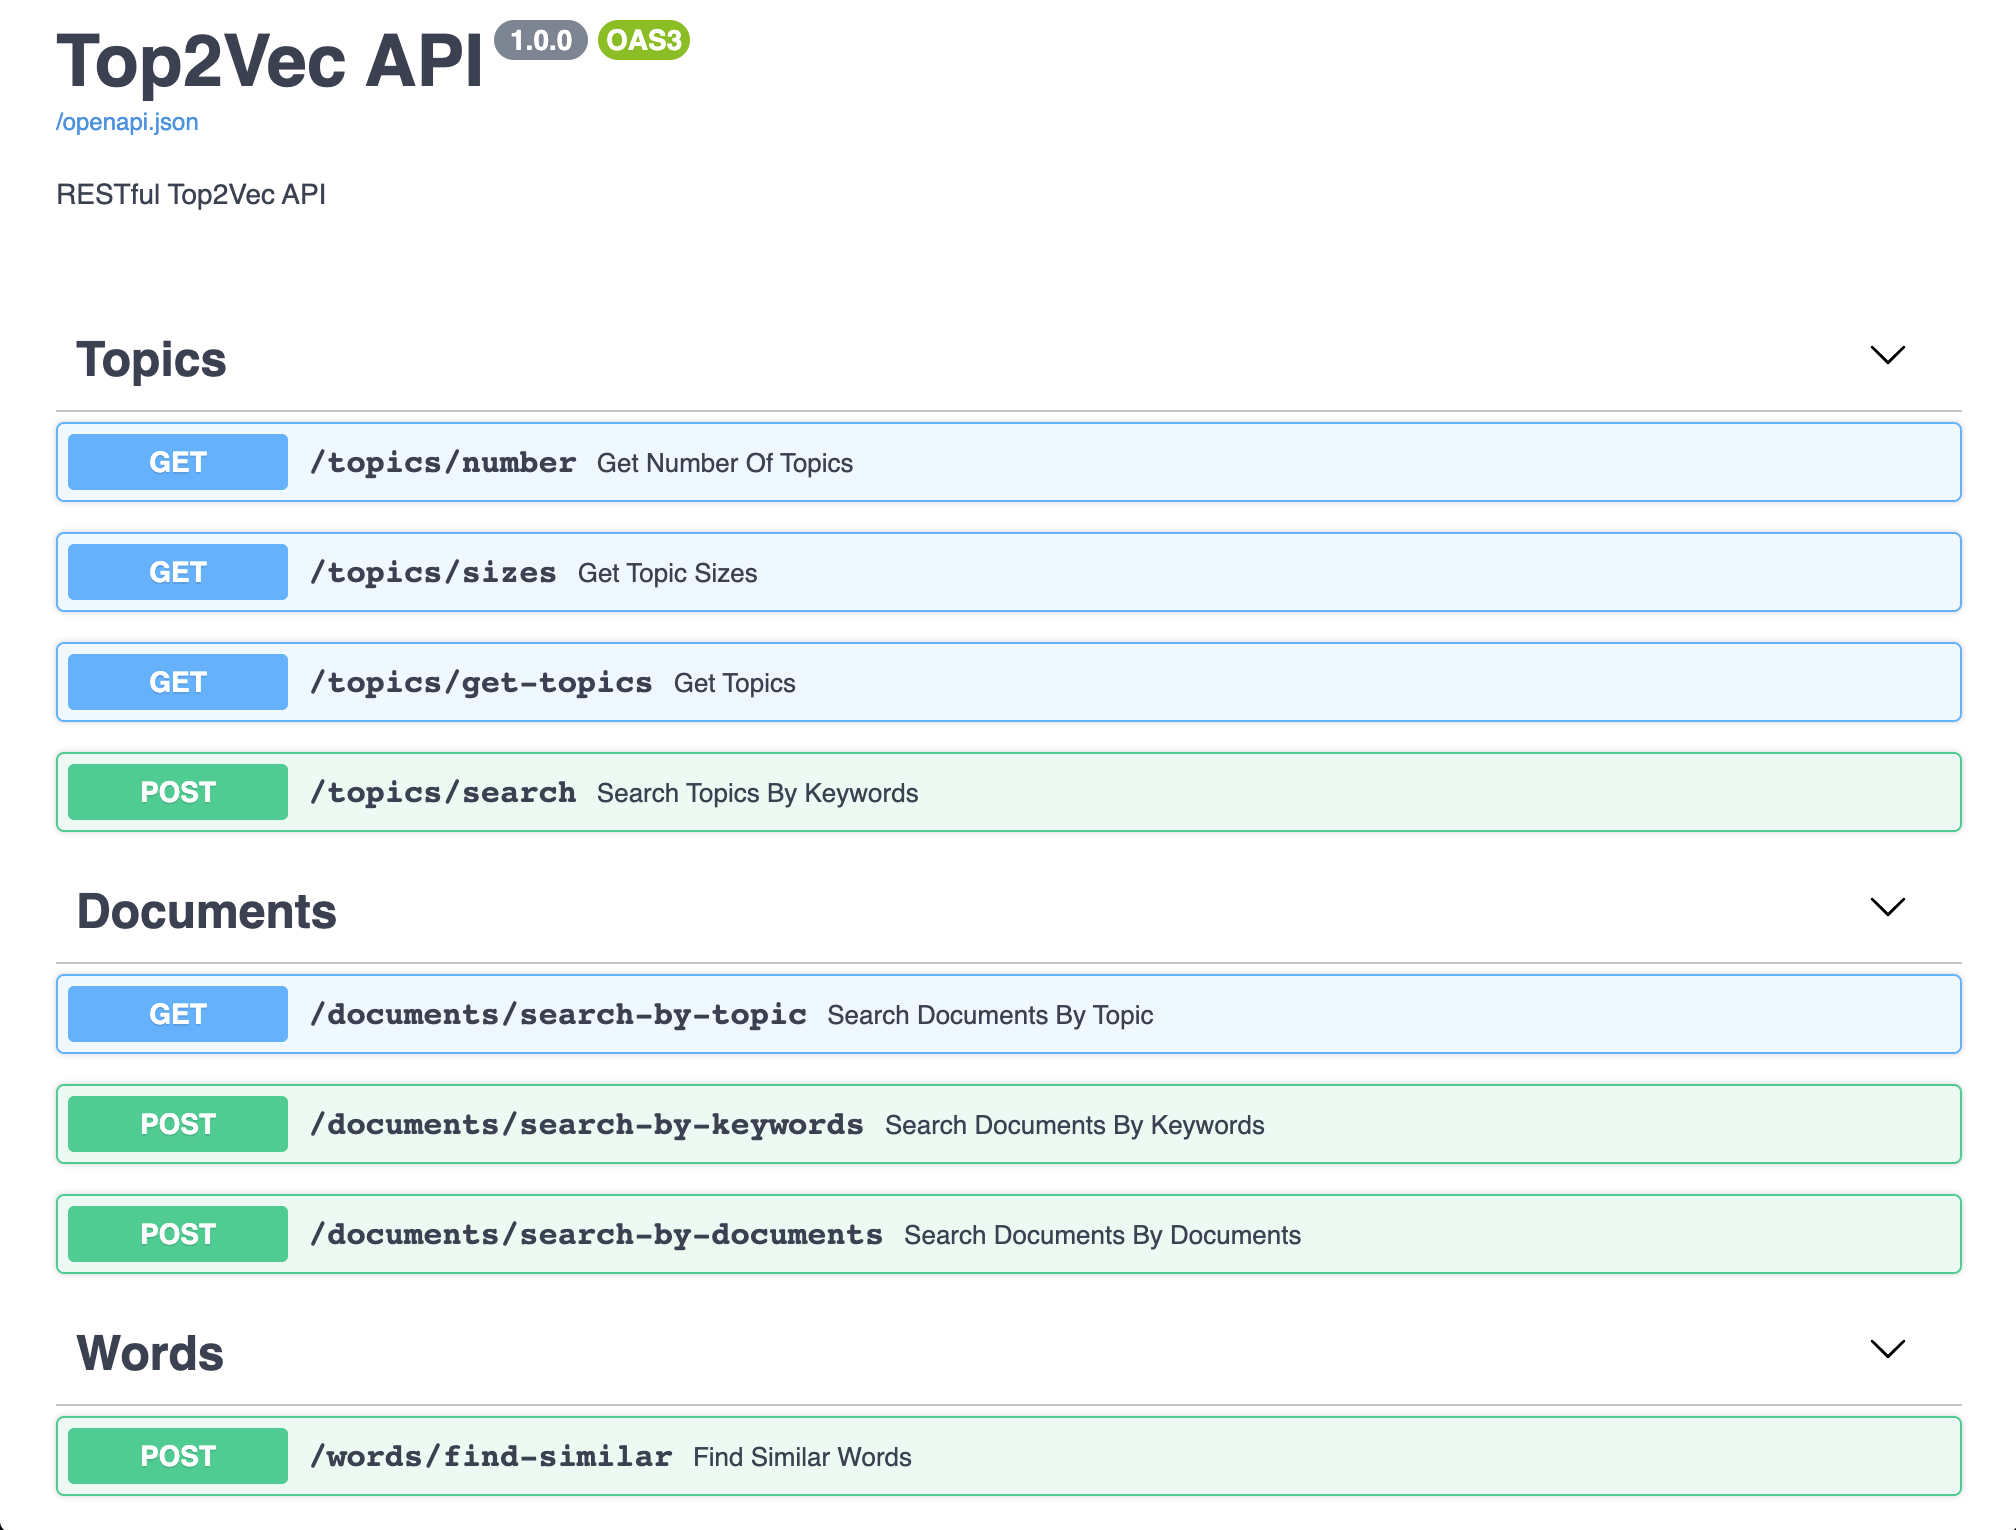 Top2Vec API 1.0.0 OAS3
/openapi.json
RESTful Top2Vec API
Topics
GET /topics/number Get Number Of Topics
GET /topics/sizes Get Topic Sizes
GET /topics/get-topics Get Topics
POST /topics/search Search Topics By Keywords
Documents
GET /documents/search-by-topic Search Documents By Topic
POST /documents/search-by-keywords Search Documents By Keywords
POST /documents/search-by-documents Search Documents By Documents
Words
POST /words/find-similar Find Similar Words